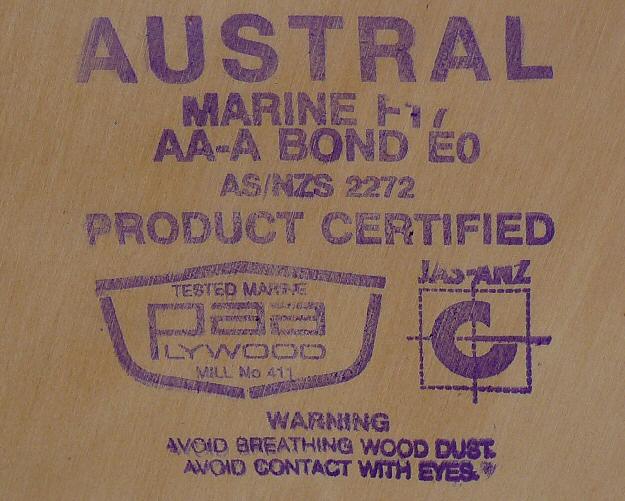 AUSTRAL
MARINE F17
AA-A BOND E0
AS/NZS 2272
PRODUCT CERTIFIED
TESTED MARINE
paa
PLYWOOD
MILL No 411
JAS-ANZ
WARNING
AVOID BREATHING WOOD DUST.
AVOID CONTACT WITH EYES.